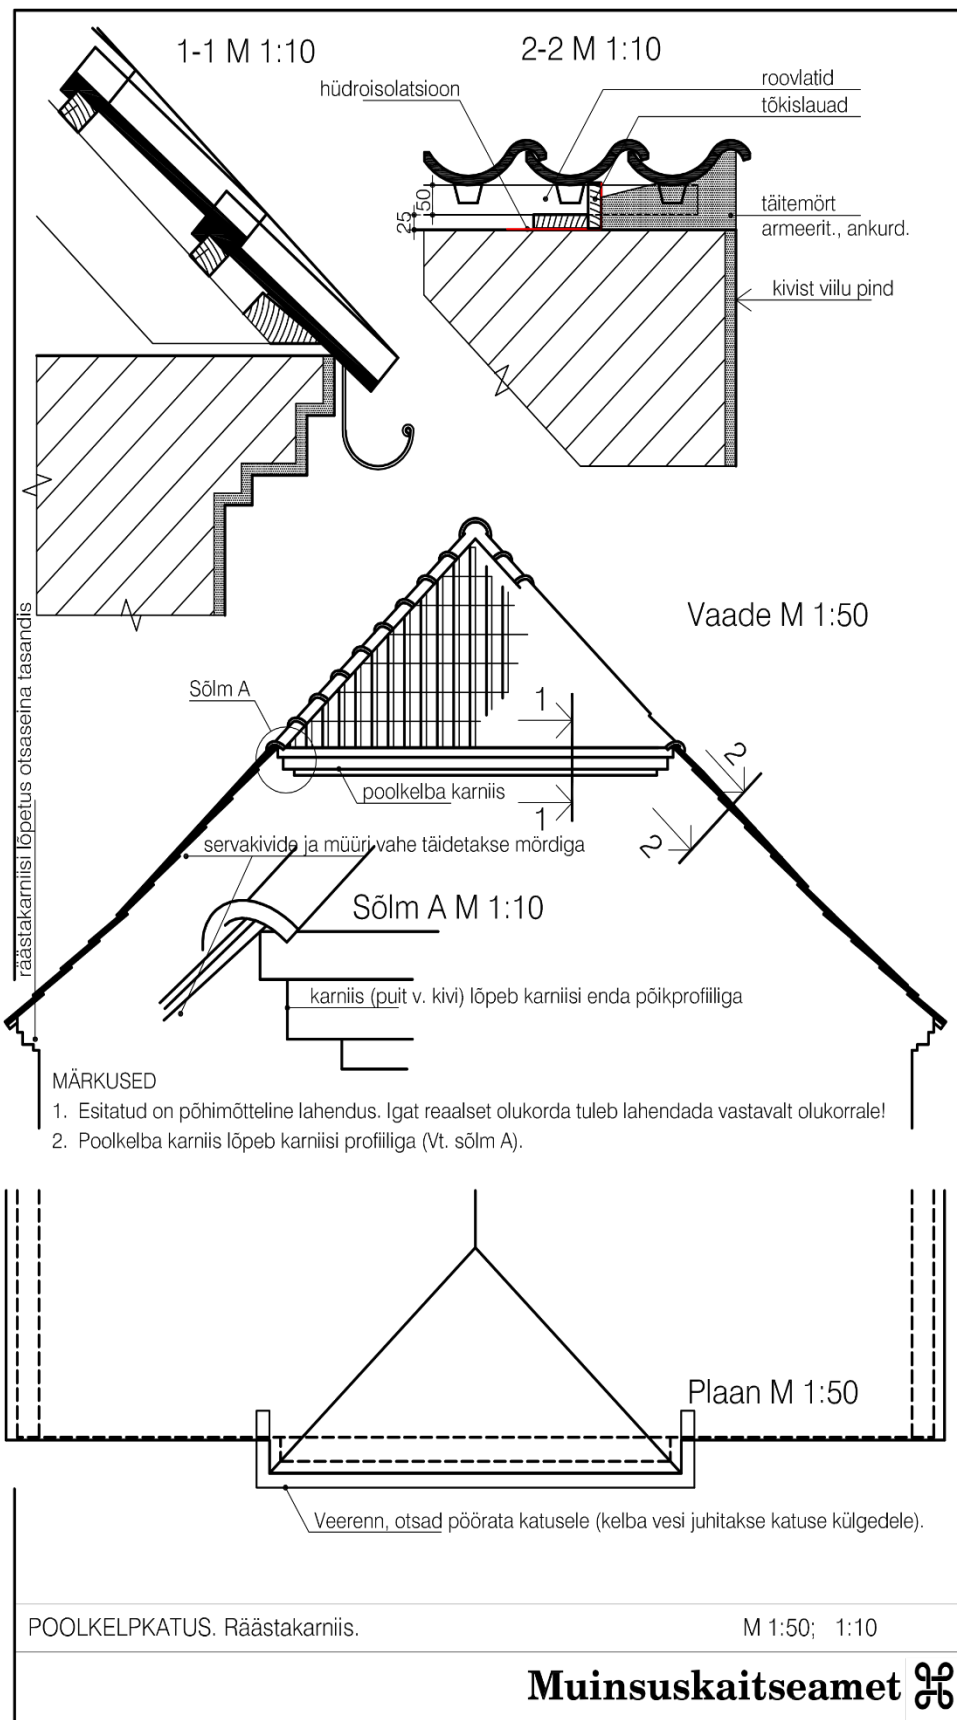 1-1 M 1:10
2-2 M 1:10
hüdroisolatsioon
roovlatid
tõkislauad
50
25
täitemört
armeerit., ankurd.
kivist viilu pind
räästakarniisi lõpetus otsaseina tasandis
Vaade M 1:50
Sõlm A
1
1
2
2
poolkelba karniis
servakivide ja müüri vahe täidetakse mördiga
Sõlm A M 1:10
karniis (puit v. kivi) lõpeb karniisi enda põikprofiiliga
MÄRKUSED
1. Esitatud on põhimõtteline lahendus. Igat reaalset olukorda tuleb lahendada vastavalt olukorrale!
2. Poolkelba karniis lõpeb karniisi profiiliga (Vt. sõlm A).
Plaan M 1:50
Veerenn, otsad pöörata katusele (kelba vesi juhitakse katuse külgedele).
POOLKELPKATUS. Räästakarniis. M 1:50; 1:10
Muinsuskaitseamet